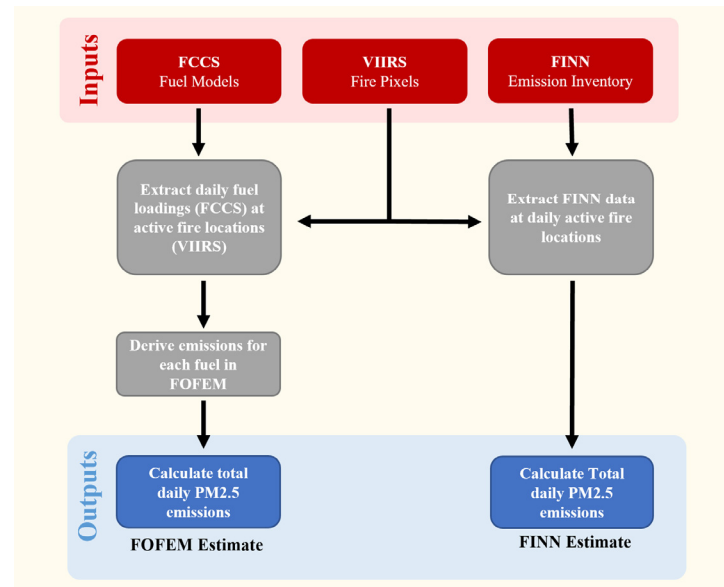 Inputs
FCCS
Fuel Models
VIIRS
Fire Pixels
FINN
Emission Inventory
Extract daily fuel
loadings (FCCS) at
active fire locations
(VIIRS)
Extract FINN data
at daily active fire
locations
Derive emissions for
each fuel in
FOFEM
Outputs
Calculate total
daily PM2.5
emissions
FOFEM Estimate
Calculate Total
daily PM2.5
emissions
FINN Estimate